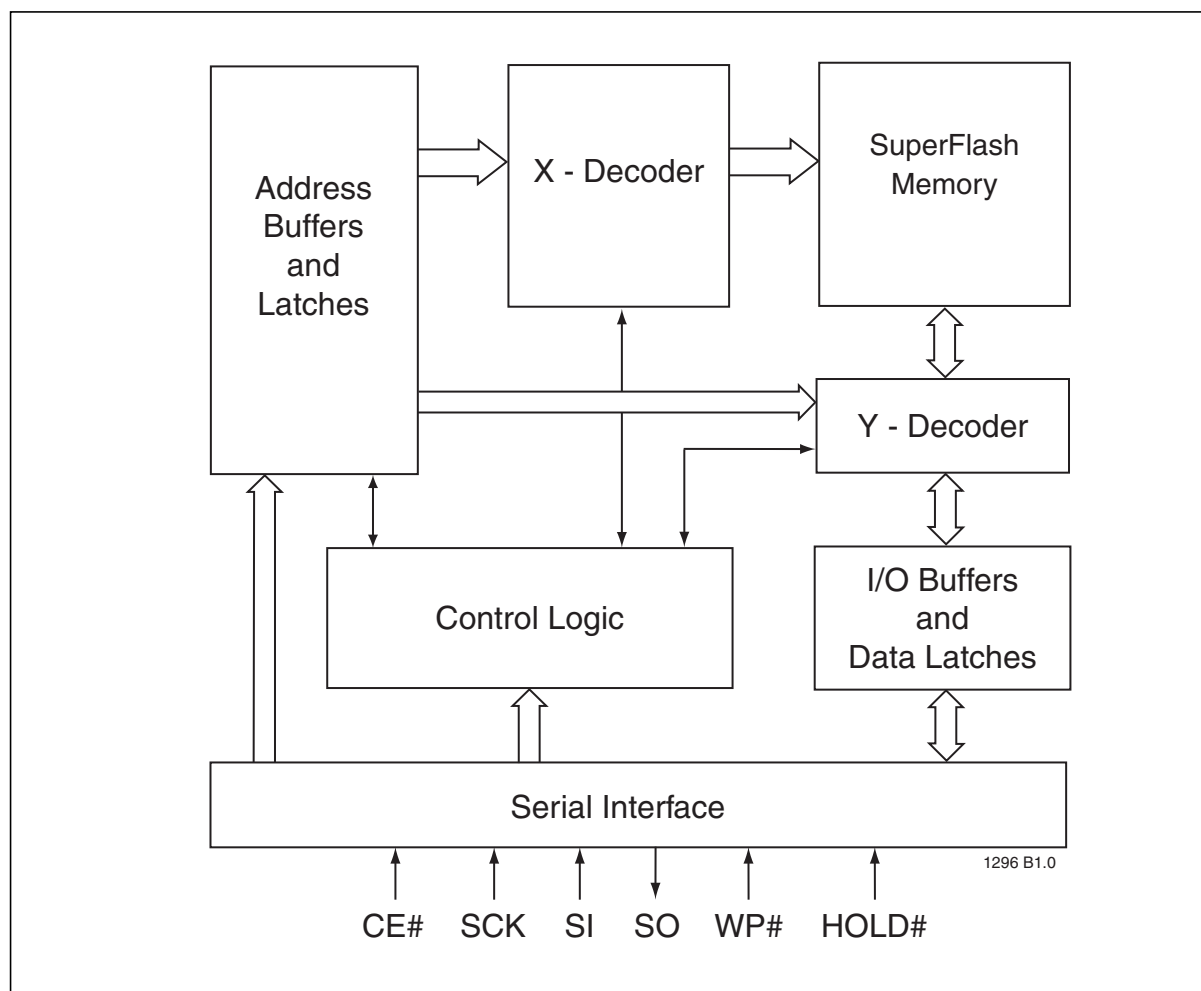 Address
Buffers
and
Latches
X - Decoder
SuperFlash
Memory
Y - Decoder
Control Logic
I/O Buffers
and
Data Latches
Serial Interface
1296 B1.0
CE# SCK SI SO WP# HOLD#